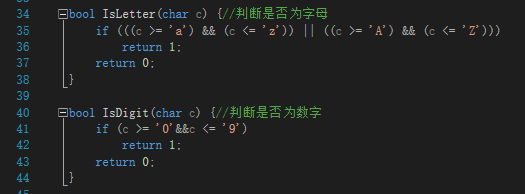 34 bool IsLetter(char c) {//判断是否为字母
35 if (((c >= 'a') && (c <= 'z')) || ((c >= 'A') && (c <= 'Z')))
36 return 1;
37 return 0;
38 }
39
40 bool IsDigit(char c) {//判断是否为数字
41 if (c >= '0'&&c <= '9')
42 return 1;
43 return 0;
44 }